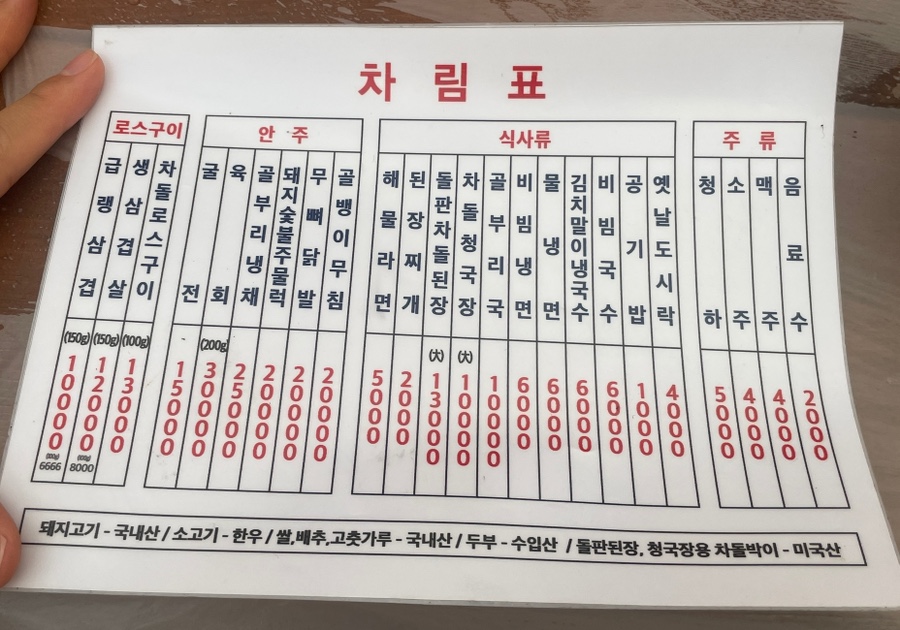 차림표
로스구이
급랭삼겹 (150g) 10000 (100g) 6666
생삼겹살 (150g) 12000 (100g) 8000
차돌로스구이 (100g) 13000
안주
굴전 15000
육회 (200g) 30000
골부리냉채 25000
돼지숯불주물럭 20000
무뼈닭발 20000
골뱅이무침 20000
식사류
해물라면 5000
된장찌개 2000
돌판차돌된장 (大) 13000
차돌청국장 (大) 10000
골부리국 10000
비빔냉면 6000
물냉면 6000
김치말이냉국수 6000
비빔국수 6000
공기밥 1000
옛날도시락 4000
주류
청하 5000
소주 4000
맥주 4000
음료수 2000
돼지고기 - 국내산 / 소고기 - 한우 / 쌀,배추,고춧가루 - 국내산 / 두부 - 수입산 / 돌판된장, 청국장용 차돌박이 - 미국산